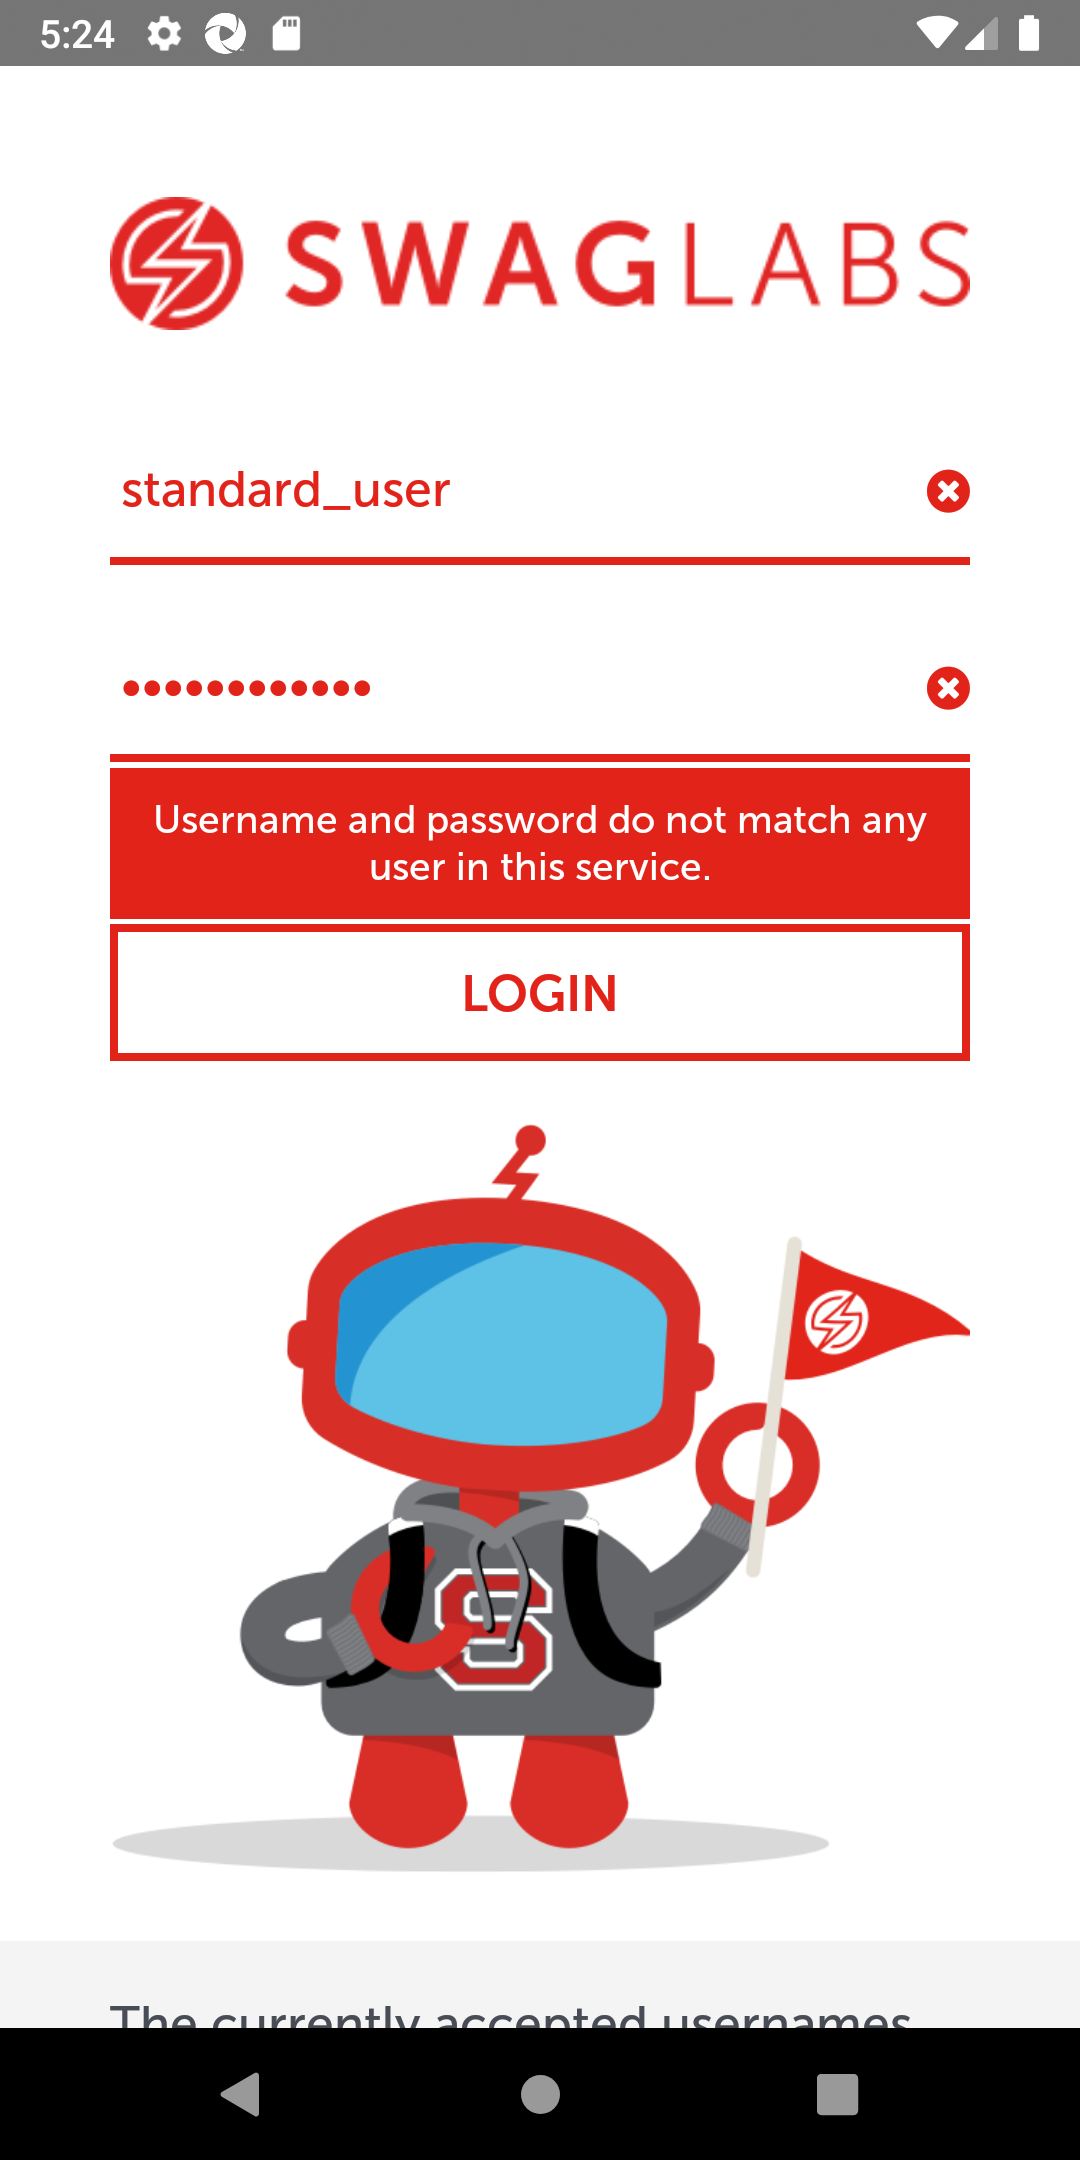 5:24
SWAGLABS
standard_user
••••••••••••
Username and password do not match any
user in this service.
LOGIN
S
The currently accepted usernames